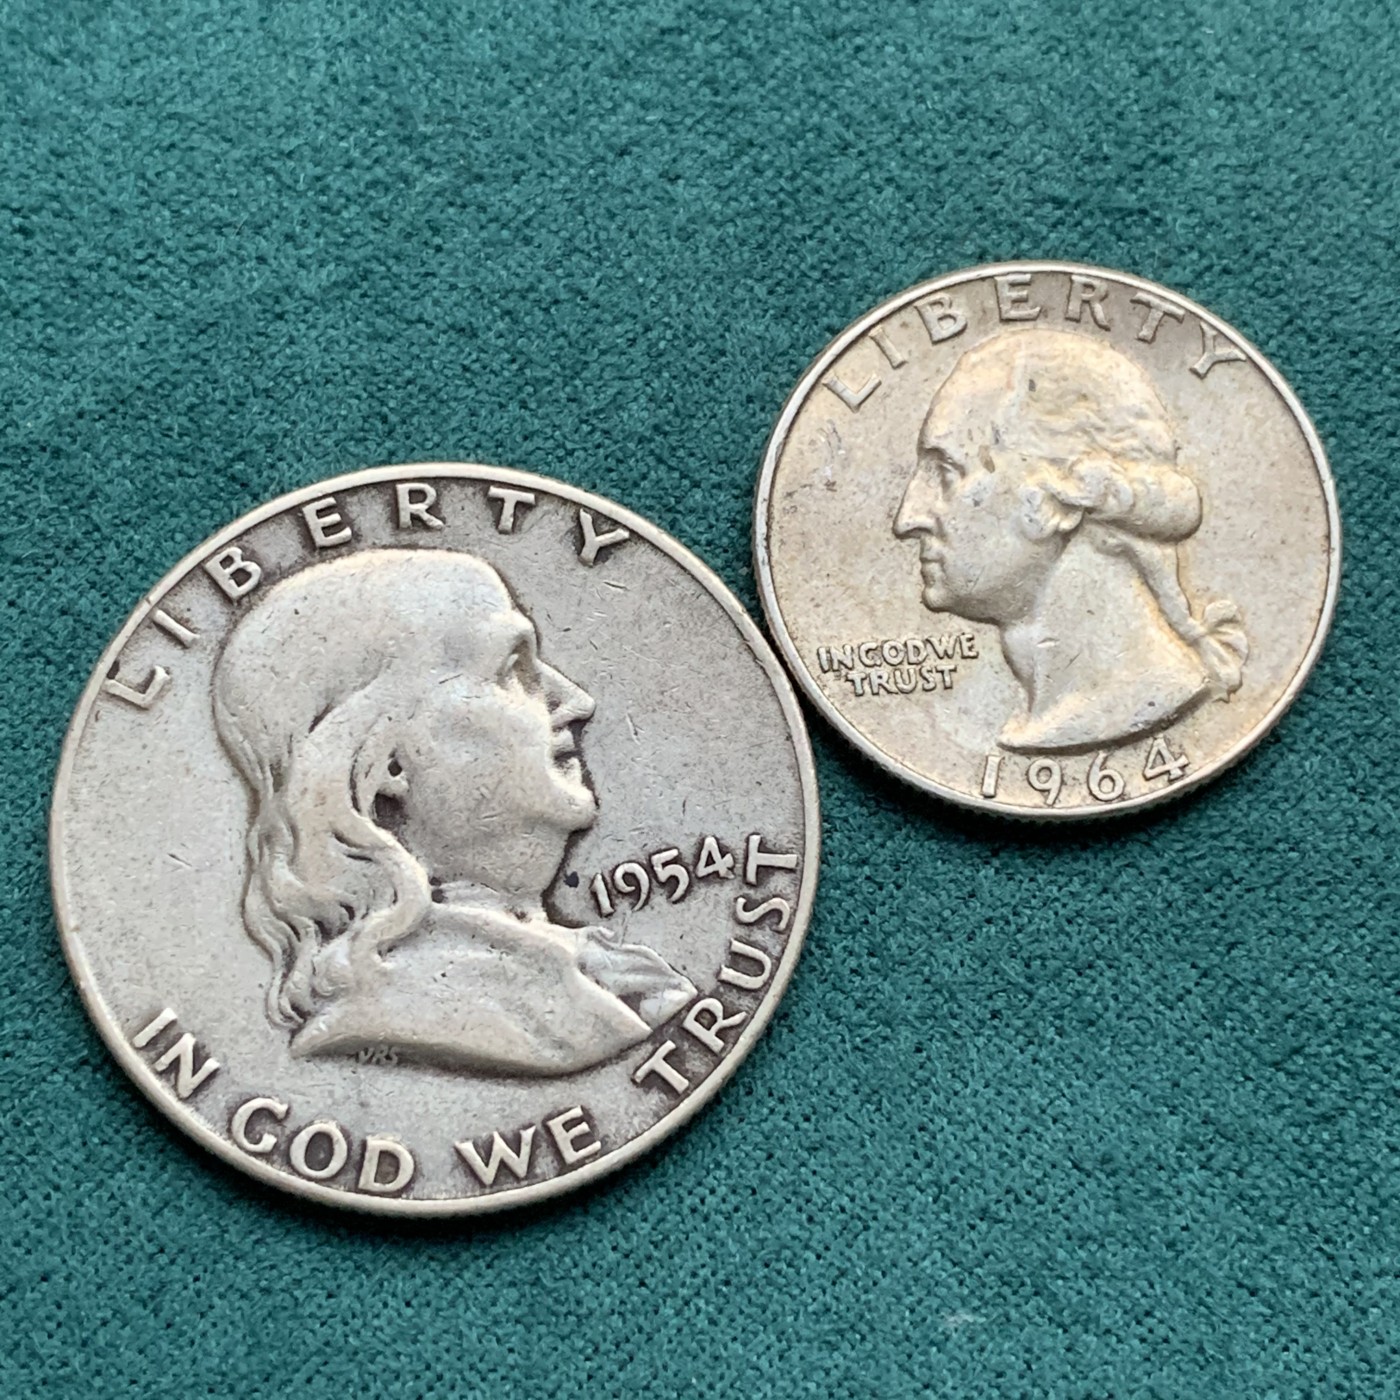 LIBERTY
1954
IN GOD WE TRUST
LIBERTY
IN GOD WE
TRUST
1964